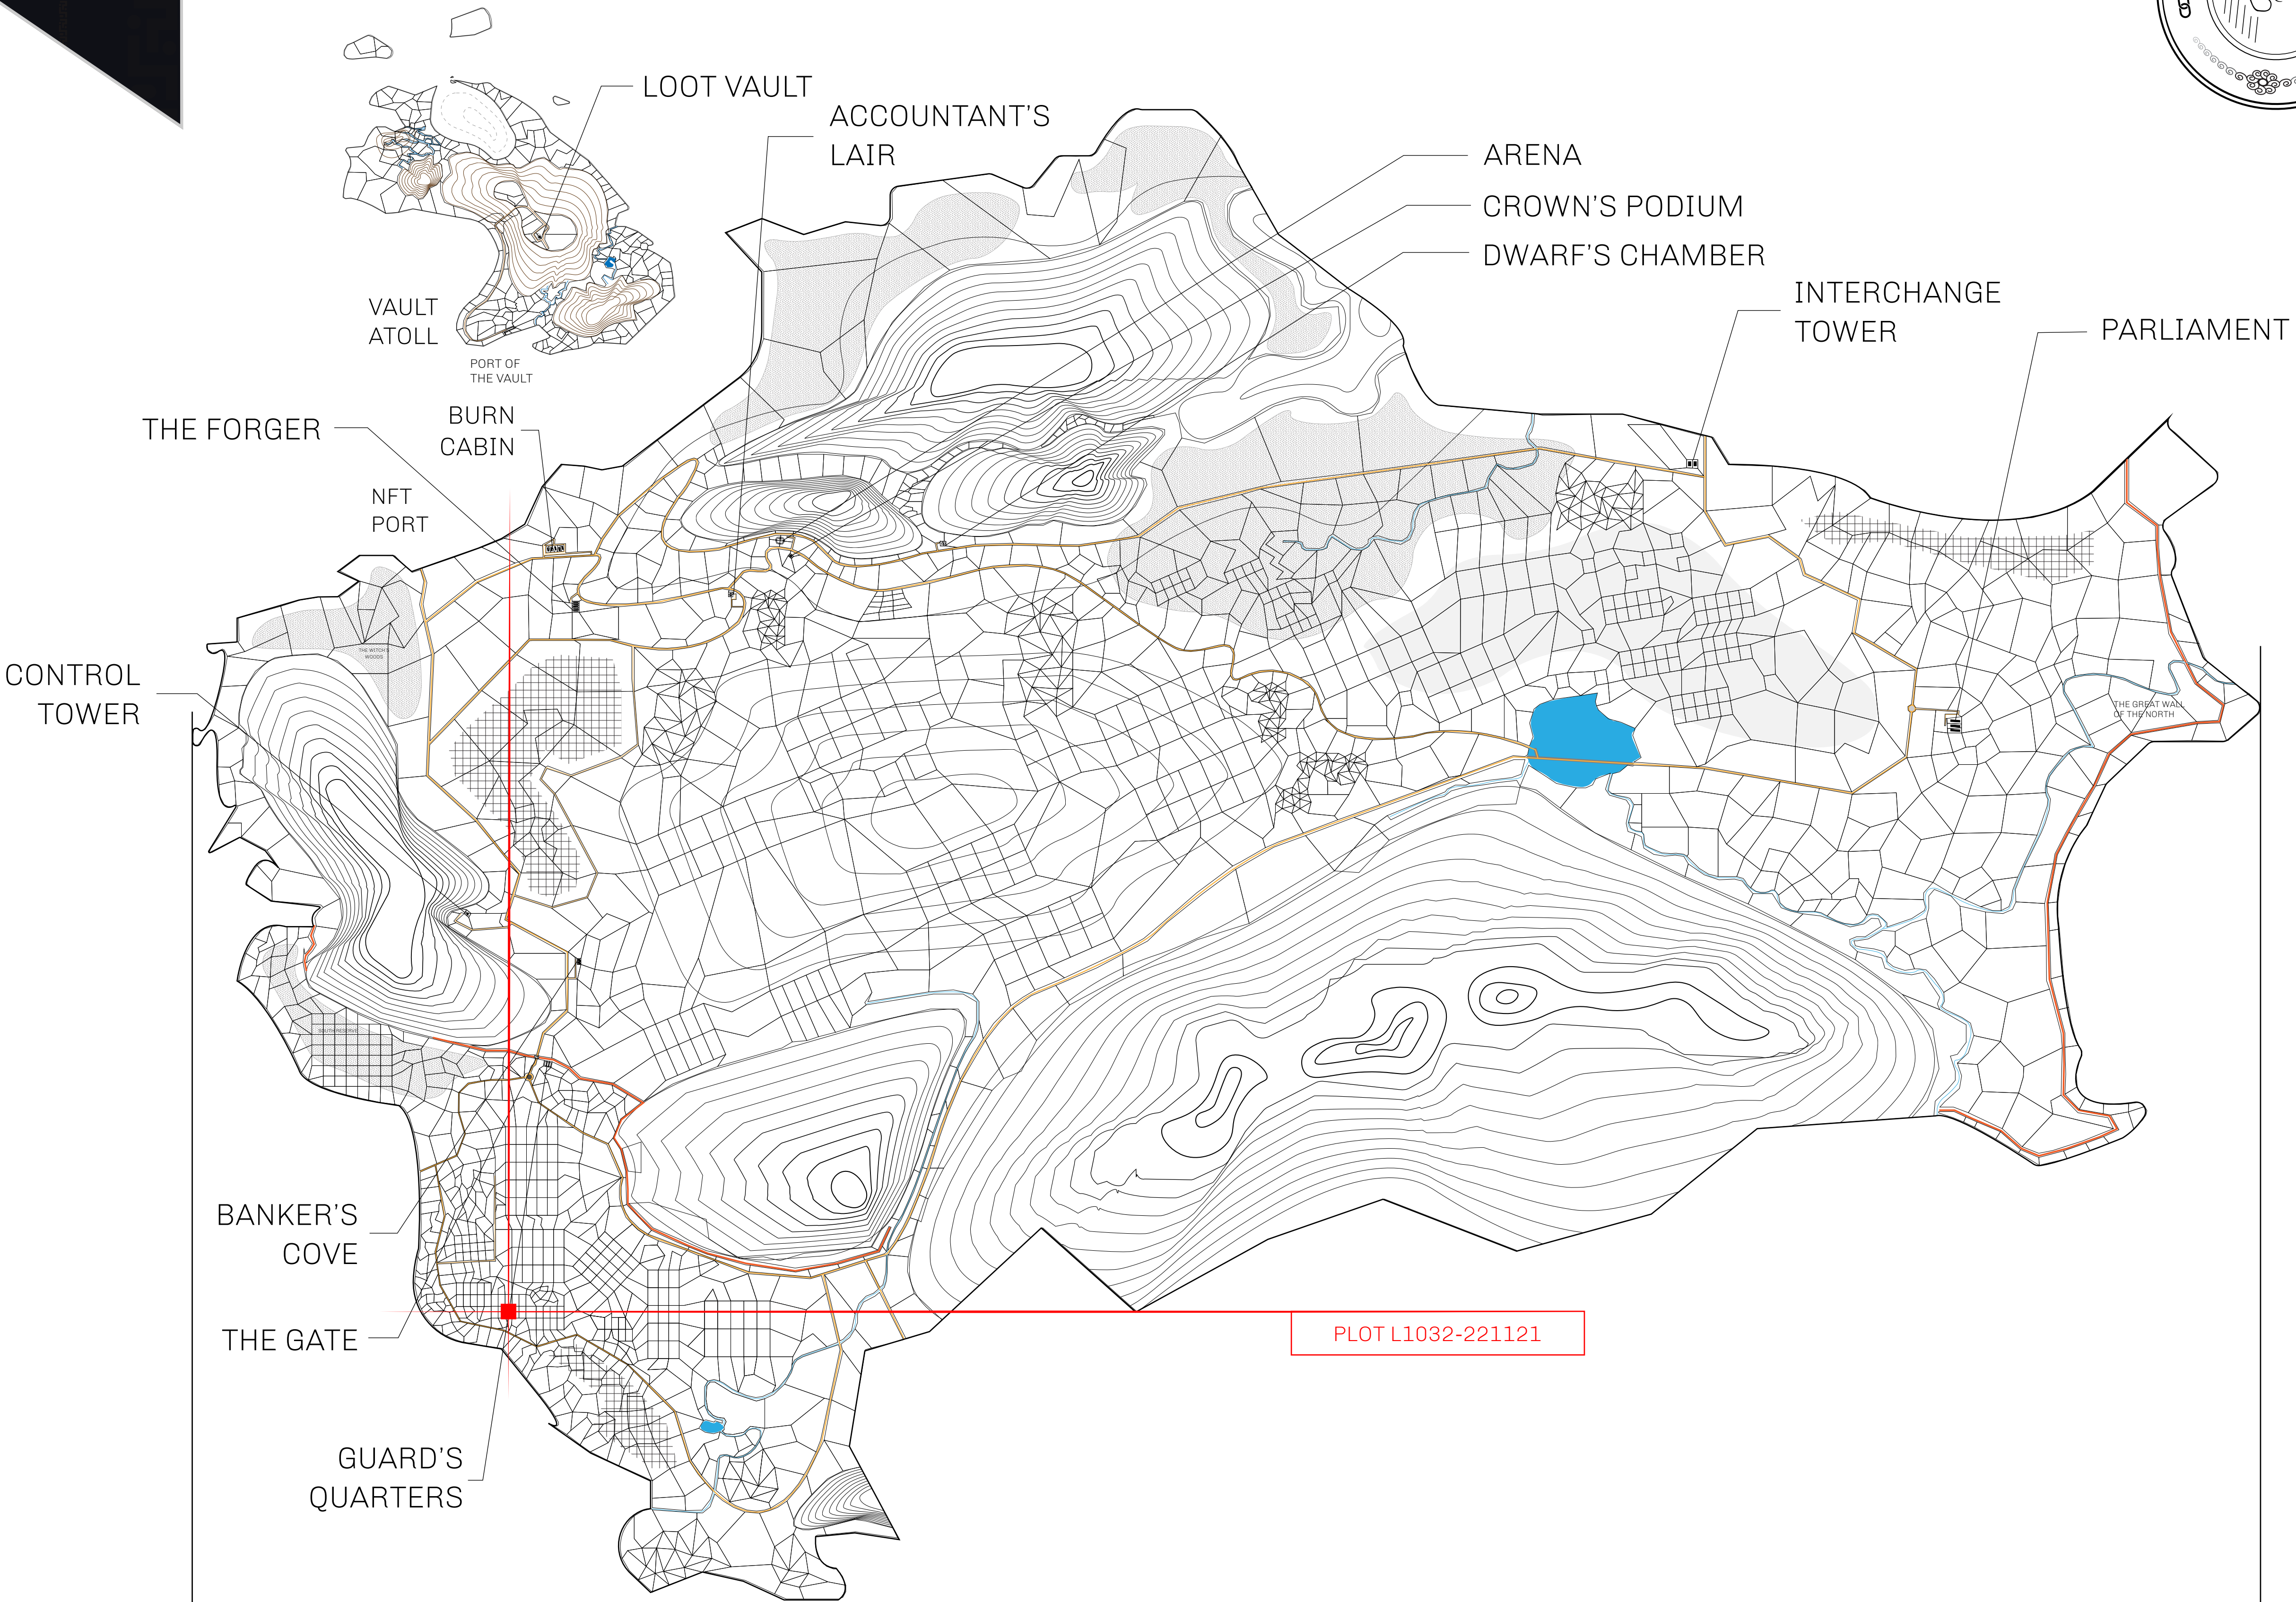 LOOT VAULT
ACCOUNTANT'S
LAIR
ARENA
CROWN'S PODIUM
DWARF'S CHAMBER
INTERCHANGE
TOWER
PARLIAMENT
VAULT
ATOLL
PORT OF
THE VAULT
THE FORGER
BURN
CABIN
NFT
PORT
THE WITCH'S
WOODS
CONTROL
TOWER
THE GREAT WALL
OF THE NORTH
SOUTH RESERVE
BANKER'S
COVE
THE GATE
PLOT L1032-221121
GUARD'S
QUARTERS